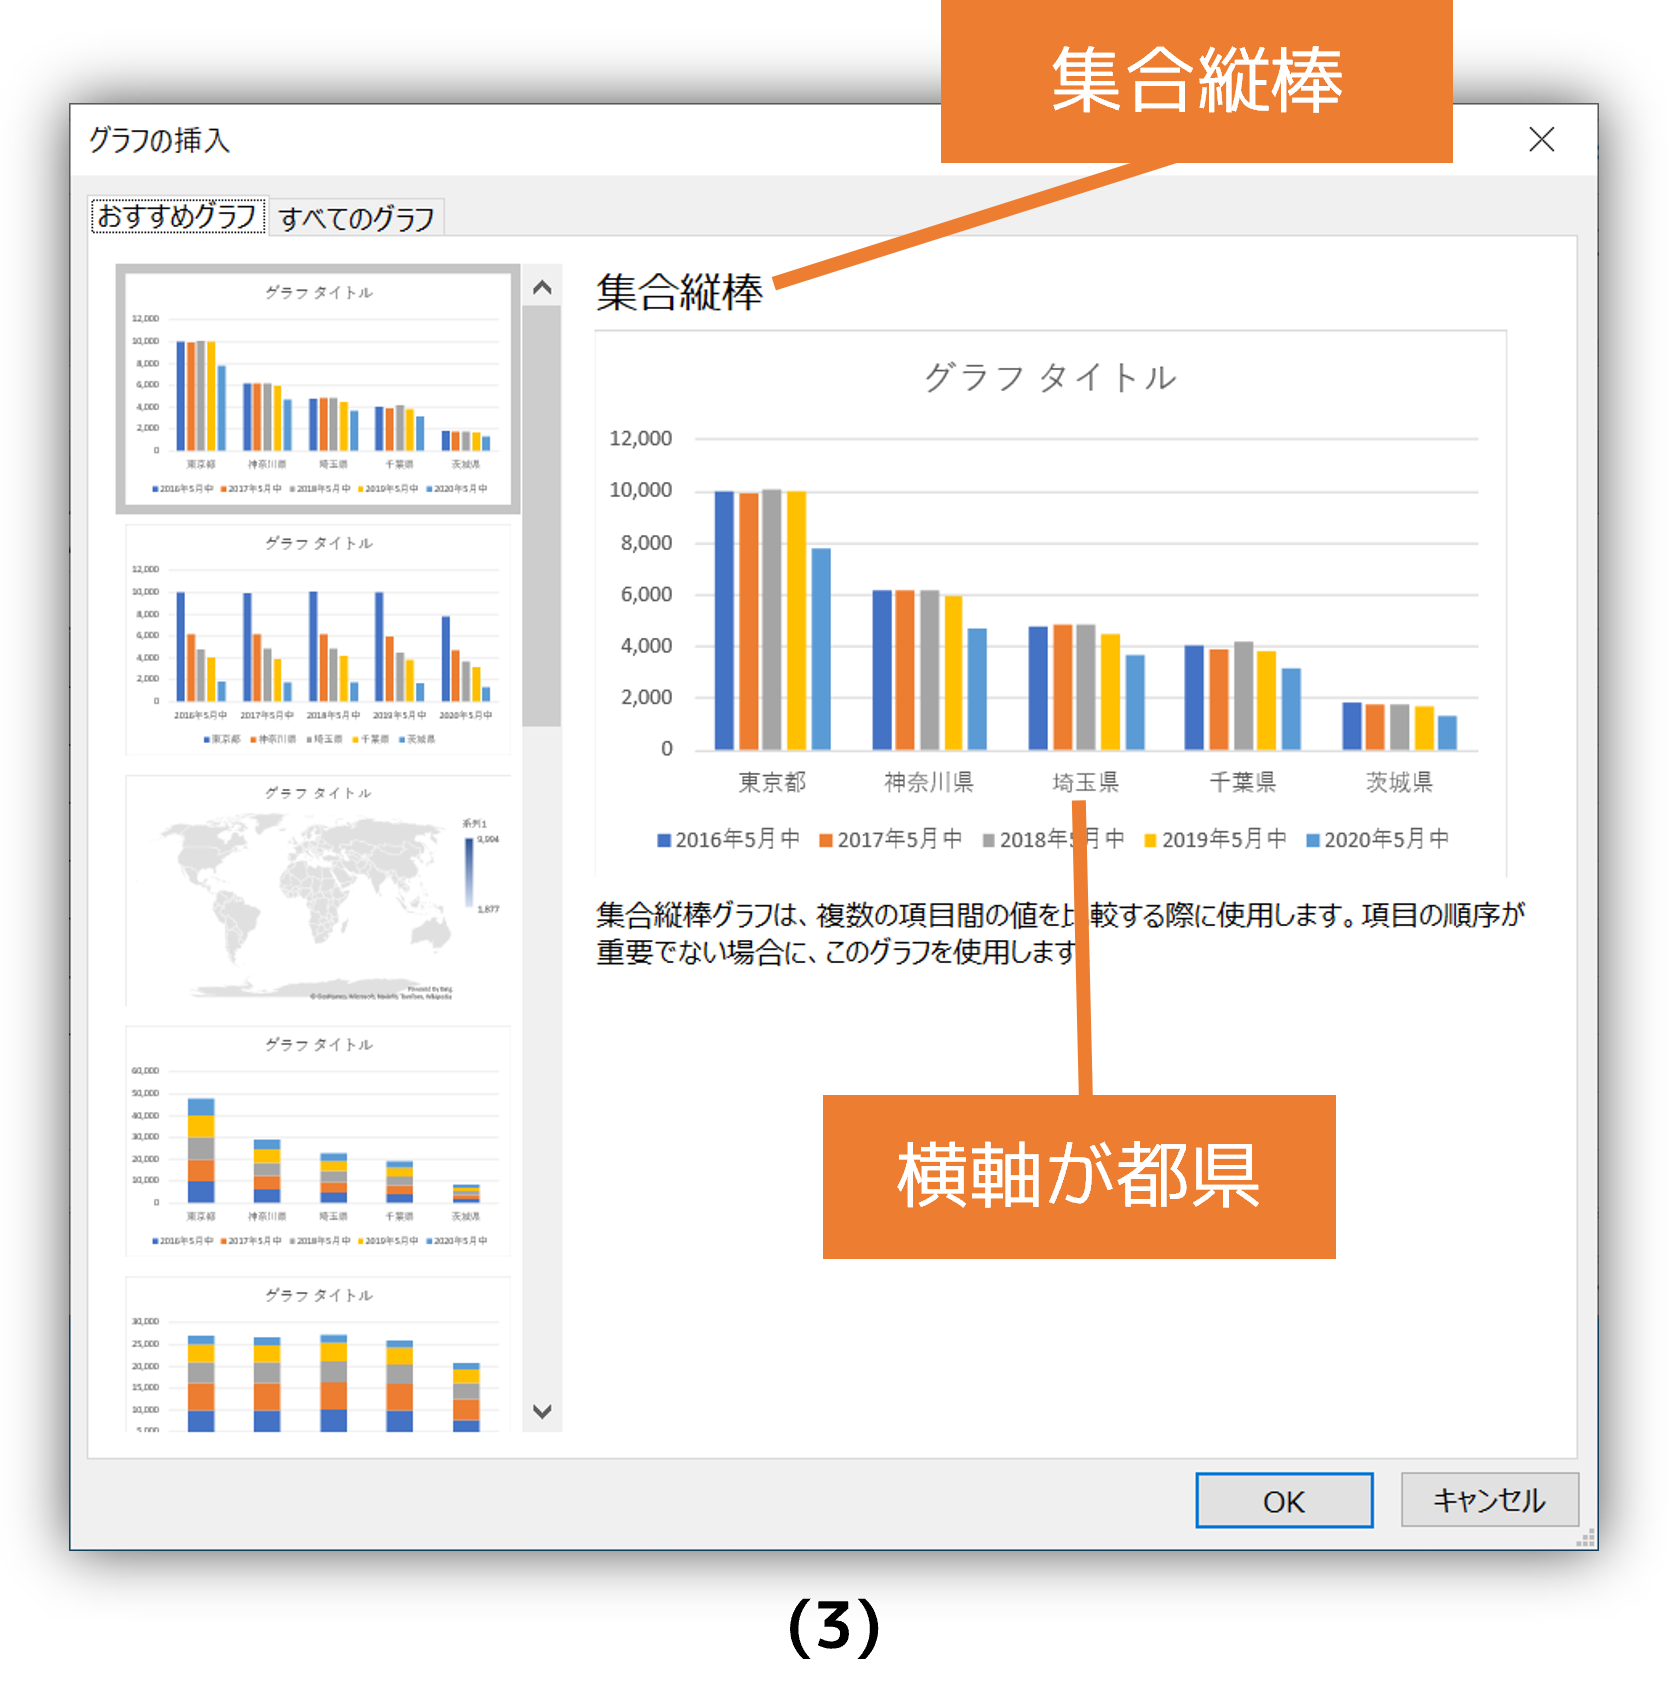 集合縦棒
グラフの挿入
おすすめグラフ すべてのグラフ
グラフ タイトル
12,000
10,000
8,000
6,000
4,000
2,000
0
東京都 神奈川県 埼玉県 千葉県 茨城県
2016年5月中 2017年5月中 2018年5月中 2019年5月中 2020年5月中
グラフ タイトル
12,000
10,000
8,000
6,000
4,000
2,000
0
2016年5月中 2017年5月中 2018年5月中 2019年5月中 2020年5月中
東京都 神奈川県 埼玉県 千葉県 茨城県
グラフ タイトル
系列1
9,994
1,877
Powered by Bing
© GeoNames, Microsoft, Navinfo, TomTom, Wikipedia
グラフ タイトル
60,000
50,000
40,000
30,000
20,000
10,000
0
東京都 神奈川県 埼玉県 千葉県 茨城県
2016年5月中 2017年5月中 2018年5月中 2019年5月中 2020年5月中
グラフ タイトル
30,000
25,000
20,000
15,000
10,000
5,000
集合縦棒
グラフ タイトル
12,000
10,000
8,000
6,000
4,000
2,000
0
東京都 神奈川県 埼玉県 千葉県 茨城県
2016年5月中 2017年5月中 2018年5月中 2019年5月中 2020年5月中
集合縦棒グラフは、複数の項目間の値を比較する際に使用します。項目の順序が
重要でない場合に、このグラフを使用します
横軸が都県
OK キャンセル
(3)